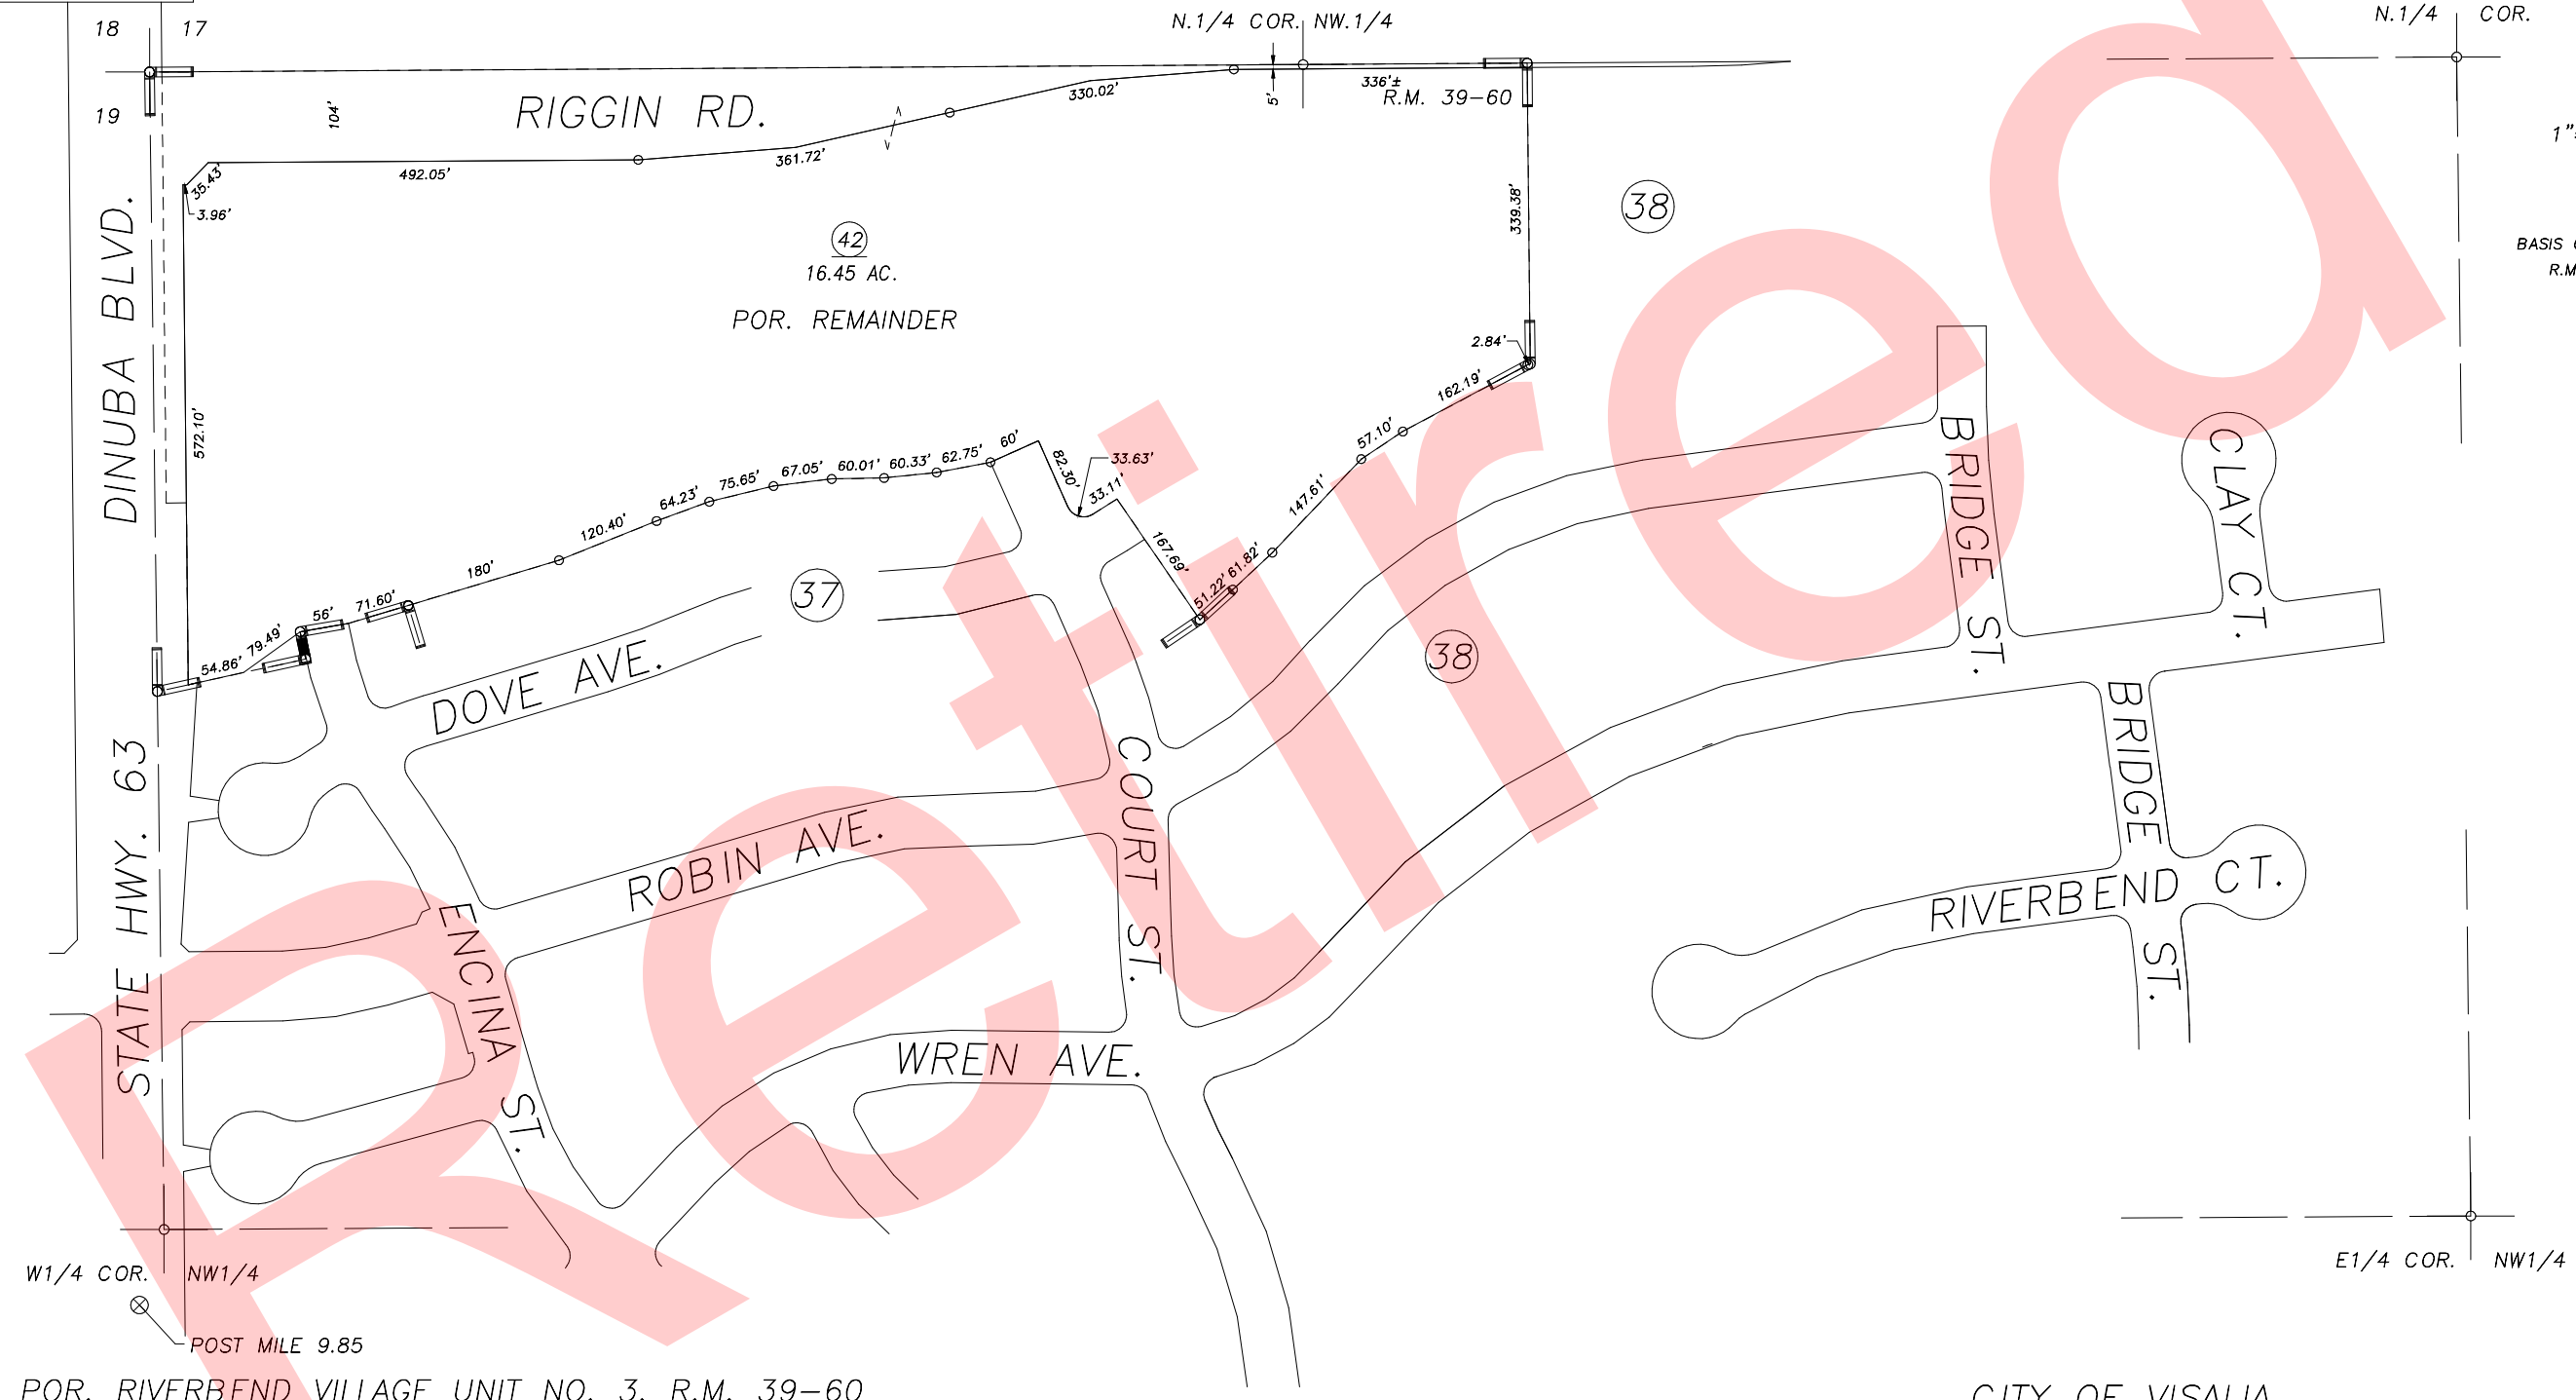 N.1/4 COR. NW.1/4
N.1/4 COR.
18 17
19
104'
RIGGIN RD.
330.02'
5'
336'±
R.M. 39-60
1"
361.72'
492.05'
35.43'
3.96'
DINUBA BLVD.
339.38'
38
42
16.45 AC.
POR. REMAINDER
BASIS
R.M
572.10'
2.84'
162.19'
57.10'
147.61'
61.82'
51.22'
167.69'
33.11'
33.63'
82.30'
60'
62.75'
60.33'
60.01'
67.05'
75.65'
64.23'
120.40'
180'
71.60'
56'
79.49'
54.86'
37
38
DOVE AVE.
BRIDGE ST.
CLAY CT.
BRIDGE ST.
STATE HWY. 63
COURT ST.
ROBIN AVE.
ENCINA ST.
RIVERBEND CT.
WREN AVE.
W1/4 COR. NW1/4
E1/4 COR. NW1/4
POST MILE 9.85
POR. RIVERBEND VILLAGE UNIT NO. 3, R.M. 39-60
CITY OF VISALIA
Retired